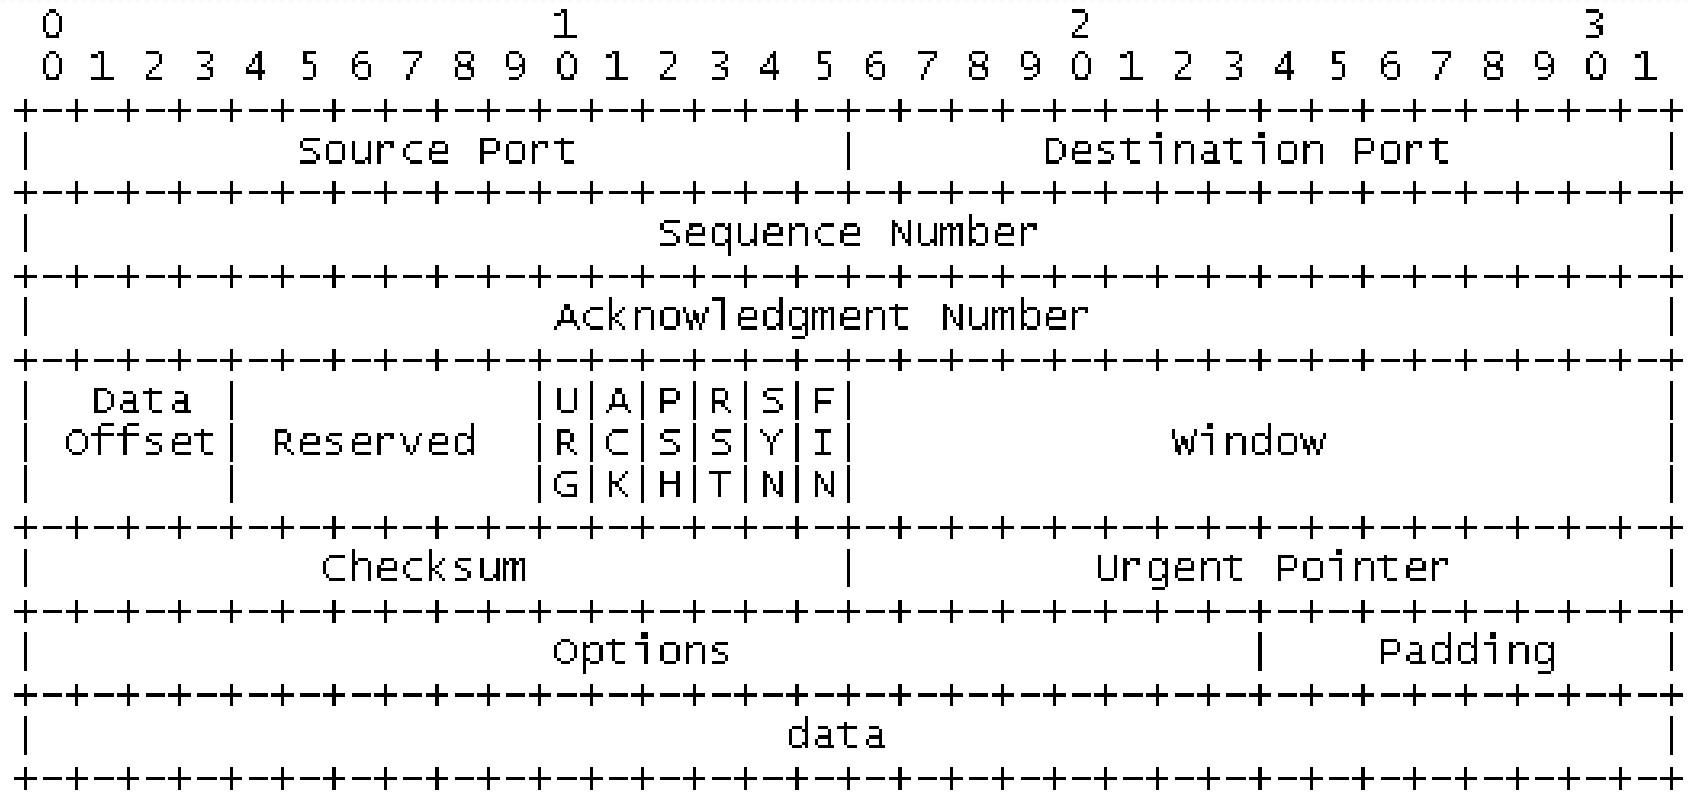 0                   1                   2                   3
 0 1 2 3 4 5 6 7 8 9 0 1 2 3 4 5 6 7 8 9 0 1 2 3 4 5 6 7 8 9 0 1
+-+-+-+-+-+-+-+-+-+-+-+-+-+-+-+-+-+-+-+-+-+-+-+-+-+-+-+-+-+-+-+-+
|          Source Port          |       Destination Port        |
+-+-+-+-+-+-+-+-+-+-+-+-+-+-+-+-+-+-+-+-+-+-+-+-+-+-+-+-+-+-+-+-+
|                        Sequence Number                        |
+-+-+-+-+-+-+-+-+-+-+-+-+-+-+-+-+-+-+-+-+-+-+-+-+-+-+-+-+-+-+-+-+
|                    Acknowledgment Number                      |
+-+-+-+-+-+-+-+-+-+-+-+-+-+-+-+-+-+-+-+-+-+-+-+-+-+-+-+-+-+-+-+-+
|  Data |           |U|A|P|R|S|F|                               |
| Offset| Reserved  |R|C|S|S|Y|I|            Window             |
|       |           |G|K|H|T|N|N|                               |
+-+-+-+-+-+-+-+-+-+-+-+-+-+-+-+-+-+-+-+-+-+-+-+-+-+-+-+-+-+-+-+-+
|           Checksum            |         Urgent Pointer        |
+-+-+-+-+-+-+-+-+-+-+-+-+-+-+-+-+-+-+-+-+-+-+-+-+-+-+-+-+-+-+-+-+
|                    Options                    |    Padding    |
+-+-+-+-+-+-+-+-+-+-+-+-+-+-+-+-+-+-+-+-+-+-+-+-+-+-+-+-+-+-+-+-+
|                             data                              |
+-+-+-+-+-+-+-+-+-+-+-+-+-+-+-+-+-+-+-+-+-+-+-+-+-+-+-+-+-+-+-+-+